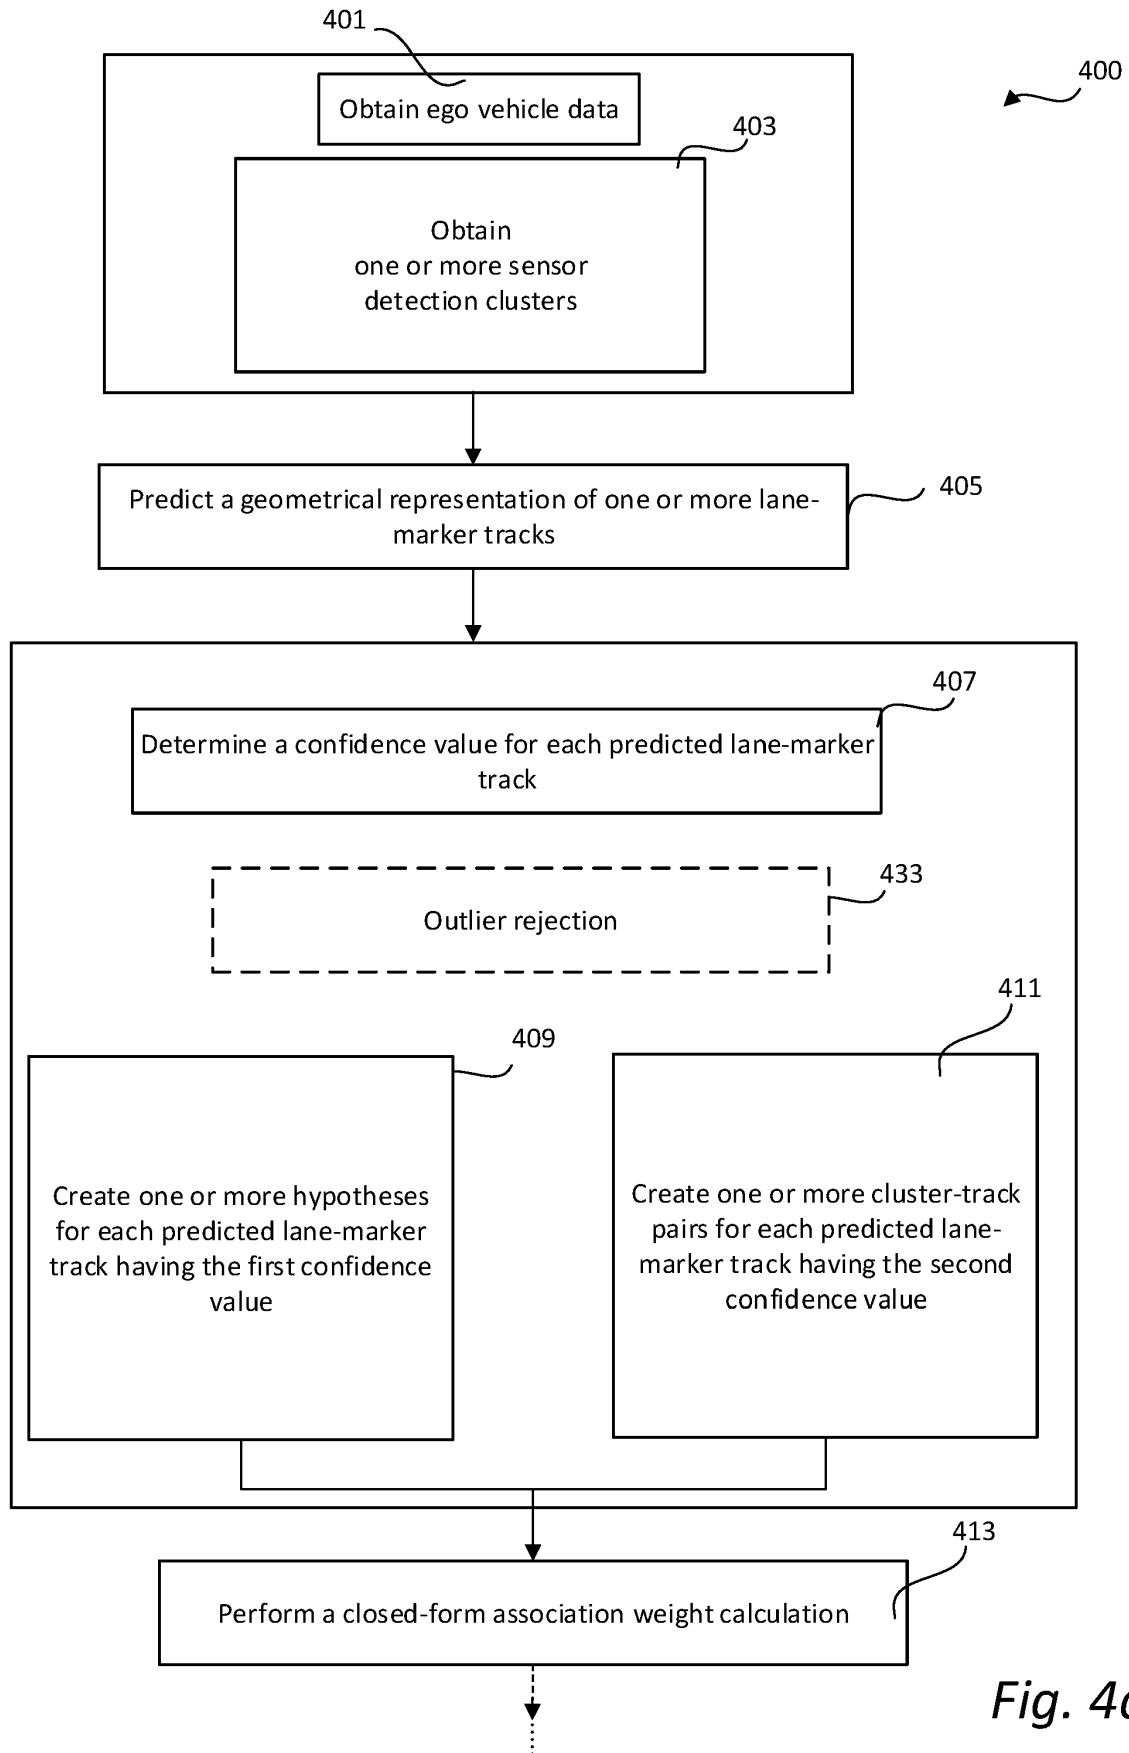 401
400
Obtain ego vehicle data
403
Obtain
one or more sensor
detection clusters
Predict a geometrical representation of one or more lane-
marker tracks
405
407
Determine a confidence value for each predicted lane-marker
track
433
Outlier rejection
411
409
Create one or more hypotheses
for each predicted lane-marker
track having the first confidence
value
Create one or more cluster-track
pairs for each predicted lane-
marker track having the second
confidence value
413
Perform a closed-form association weight calculation
Fig.